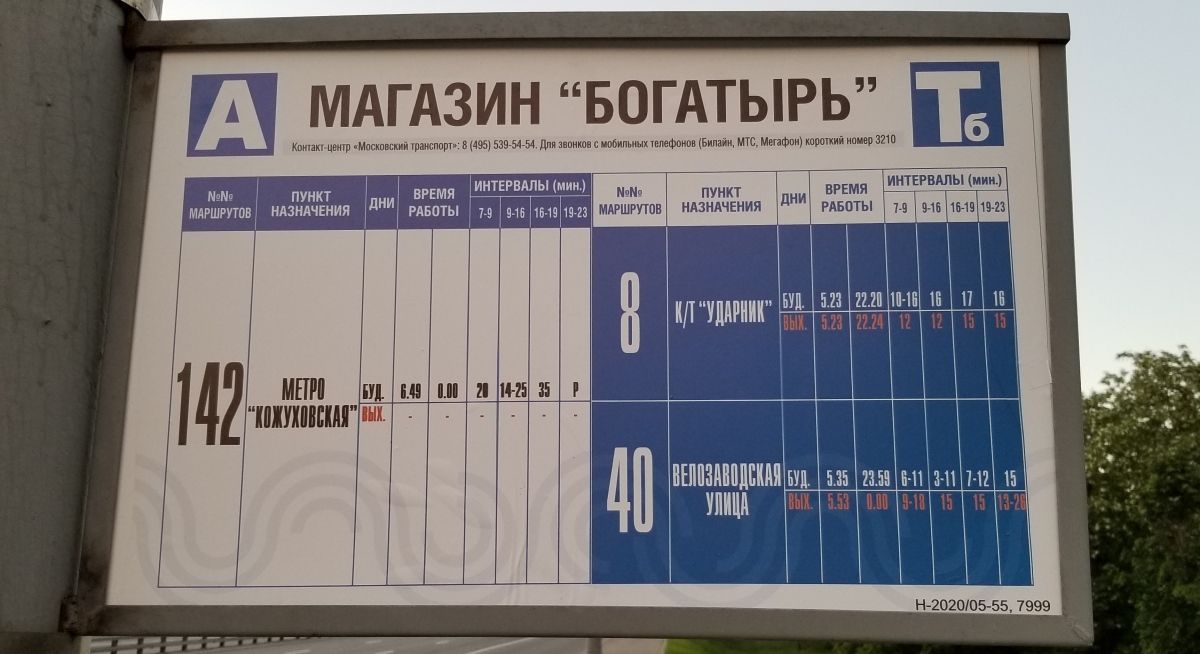 А МАГАЗИН “БОГАТЫРЬ” Тб
Контакт-центр «Московский транспорт»: 8 (495) 539-54-54. Для звонков с мобильных телефонов (Билайн, МТС, Мегафон) короткий номер 3210
№№ МАРШРУТОВ ПУНКТ НАЗНАЧЕНИЯ ДНИ ВРЕМЯ РАБОТЫ ИНТЕРВАЛЫ (мин.)
7-9 9-16 16-19 19-23
142 МЕТРО “КОЖУХОВСКАЯ”
БУД. 6.49 0.00 20 14-25 35 Р
ВЫХ. - - - - - -
№№ МАРШРУТОВ ПУНКТ НАЗНАЧЕНИЯ ДНИ ВРЕМЯ РАБОТЫ ИНТЕРВАЛЫ (мин.)
7-9 9-16 16-19 19-23
8 К/Т “УДАРНИК”
БУД. 5.23 22.20 10-16 16 17 16
ВЫХ. 5.23 22.24 12 12 15 15
40 ВЕЛОЗАВОДСКАЯ УЛИЦА
БУД. 5.35 23.59 6-11 3-11 7-12 15
ВЫХ. 5.53 0.00 9-18 15 15
Н-2020/05-55, 7999